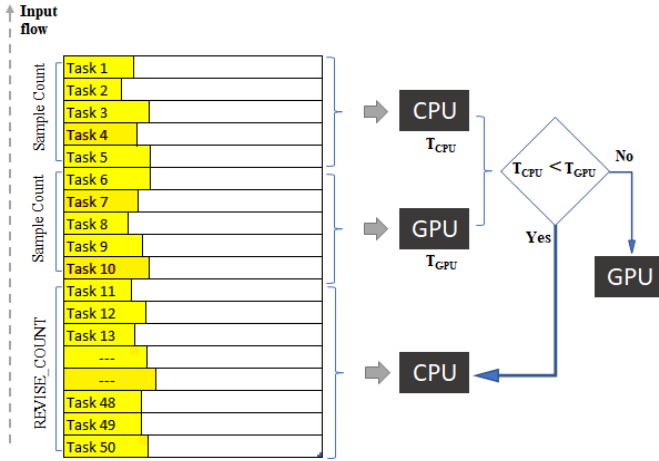 Input
flow
Sample Count
Sample Count
REVISE_COUNT
Task 1
Task 2
Task 3
Task 4
Task 5
Task 6
Task 7
Task 8
Task 9
Task 10
Task 11
Task 12
Task 13
---
---
Task 48
Task 49
Task 50
CPU
TCPU
GPU
TGPU
CPU
TCPU < TGPU
No
Yes
GPU